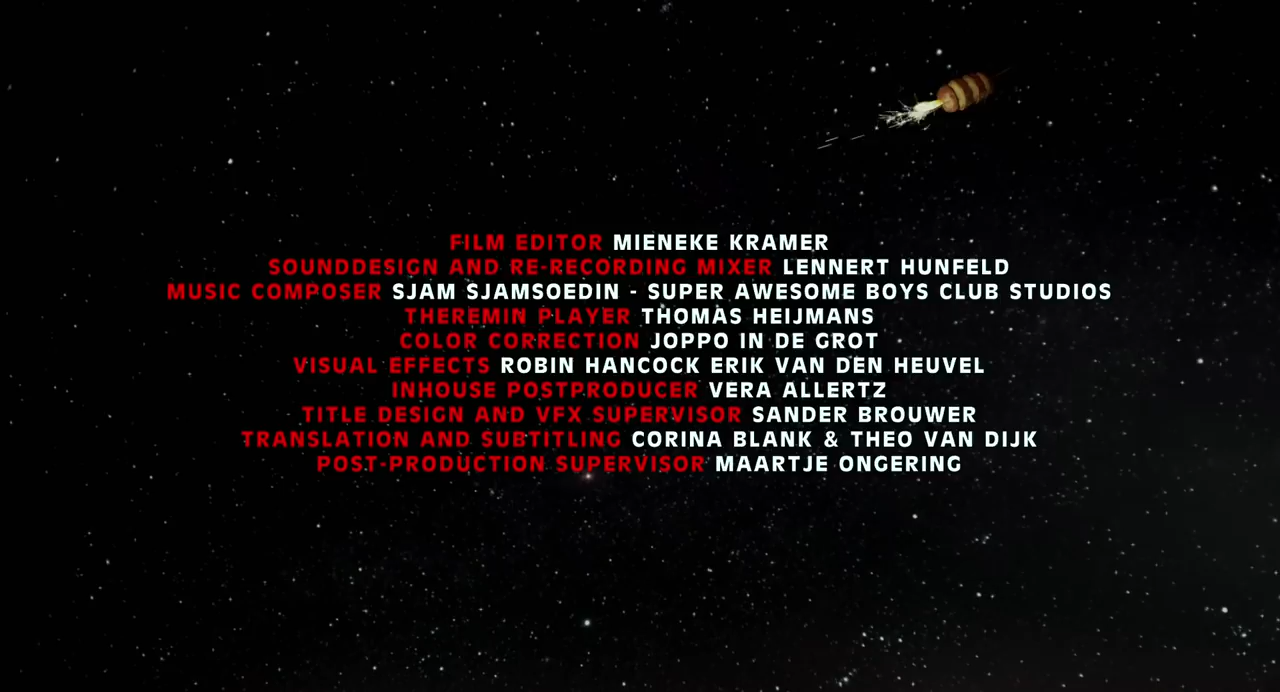 FILM EDITOR MIENEKE KRAMER
SOUNDDESIGN AND RE-RECORDING MIXER LENNERT HUNFELD
MUSIC COMPOSER SJAM SJAMSOEDIN - SUPER AWESOME BOYS CLUB STUDIOS
THEREMIN PLAYER THOMAS HEIJMANS
COLOR CORRECTION JOPPO IN DE GROT
VISUAL EFFECTS ROBIN HANCOCK ERIK VAN DEN HEUVEL
INHOUSE POSTPRODUCER VERA ALLERTZ
TITLE DESIGN AND VFX SUPERVISOR SANDER BROUWER
TRANSLATION AND SUBTITLING CORINA BLANK & THEO VAN DIJK
POST-PRODUCTION SUPERVISOR MAARTJE ONGERING